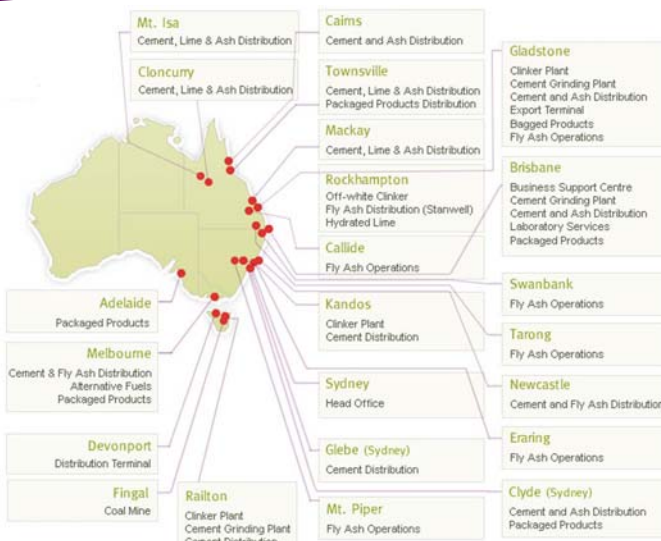 Mt. Isa
Cement, Lime & Ash Distribution
Cloncurry
Cement, Lime & Ash Distribution
Cairns
Cement and Ash Distribution
Townsville
Cement, Lime & Ash Distribution
Packaged Products Distribution
Mackay
Cement, Lime & Ash Distribution
Rockhampton
Off-white Clinker
Fly Ash Distribution (Stanwell)
Hydrated Lime
Callide
Fly Ash Operations
Kandos
Clinker Plant
Cement Distribution
Sydney
Head Office
Glebe (Sydney)
Cement Distribution
Mt. Piper
Fly Ash Operations
Gladstone
Clinker Plant
Cement Grinding Plant
Cement and Ash Distribution
Export Terminal
Bagged Products
Fly Ash Operations
Brisbane
Business Support Centre
Cement Grinding Plant
Cement and Ash Distribution
Laboratory Services
Packaged Products
Swanbank
Fly Ash Operations
Tarong
Fly Ash Operations
Newcastle
Cement and Fly Ash Distribution
Eraring
Fly Ash Operations
Clyde (Sydney)
Cement and Ash Distribution
Packaged Products
Adelaide
Packaged Products
Melbourne
Cement & Fly Ash Distribution
Alternative Fuels
Packaged Products
Devonport
Distribution Terminal
Fingal
Coal Mine
Railton
Clinker Plant
Cement Grinding Plant
Cement Distribution